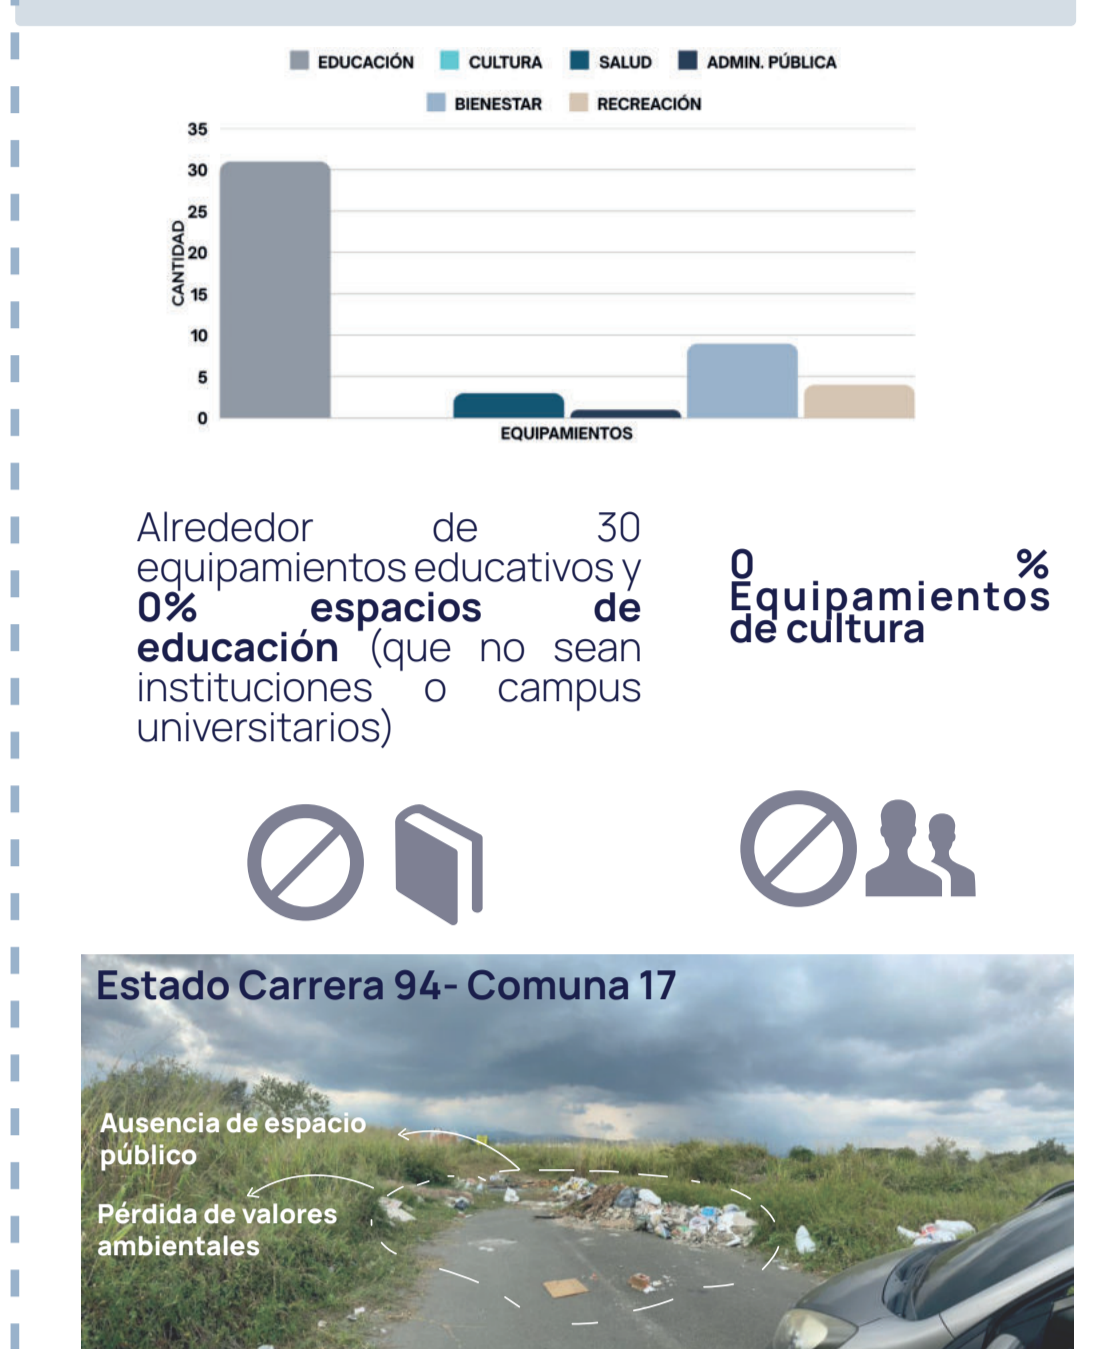 EDUCACIÓN CULTURA SALUD ADMIN. PÚBLICA
BIENESTAR RECREACIÓN
35
30
25
20
15
10
5
0
CANTIDAD
EQUIPAMIENTOS
Alrededor de 30
equipamientos educativos y
0% espacios de
educación (que no sean
instituciones o campus
universitarios)
0 %
Equipamientos
de cultura
Estado Carrera 94- Comuna 17
Ausencia de espacio
público
Pérdida de valores
ambientales